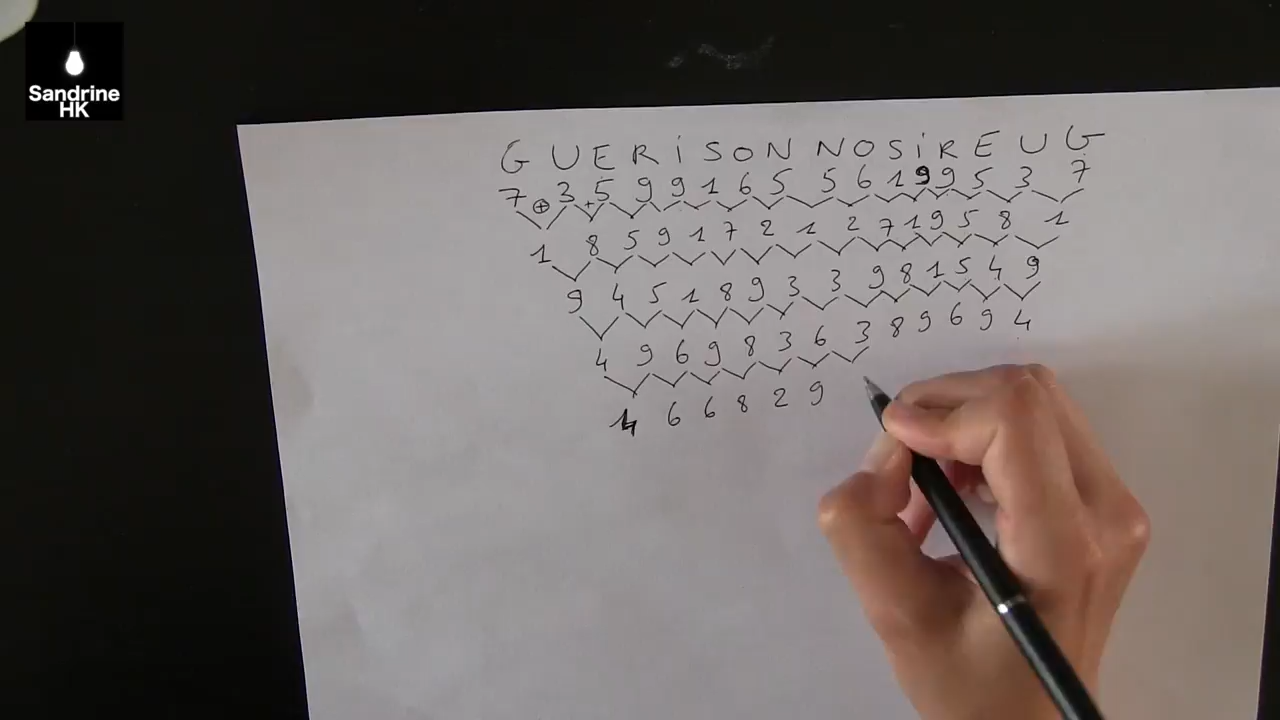 Sandrine
HK
G U E R I S O N N O S I R E U G
7 ⊕ 3 + 5 9 9 1 6 5 5 6 1 9 9 5 3 7
1 8 5 9 1 7 2 1 2 7 1 9 5 8 1
9 4 5 1 8 9 3 3 9 8 1 5 4 9
4 9 6 9 8 3 6 3 8 9 6 9 4
4 6 6 8 2 9